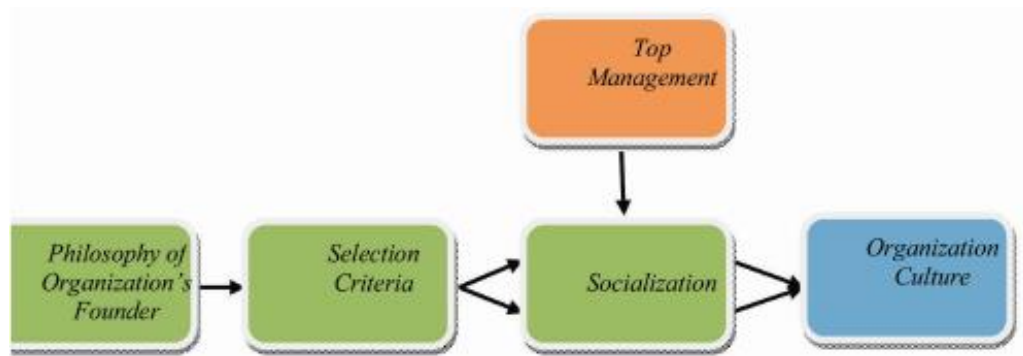 Top
Management
Philosophy of
Organization's
Founder
Selection
Criteria
Socialization
Organization
Culture